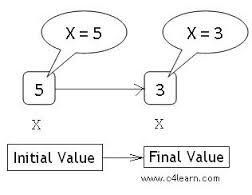 X = 5
X = 3
5
3
X
X
Initial Value
Final Value
www.c4learn.com